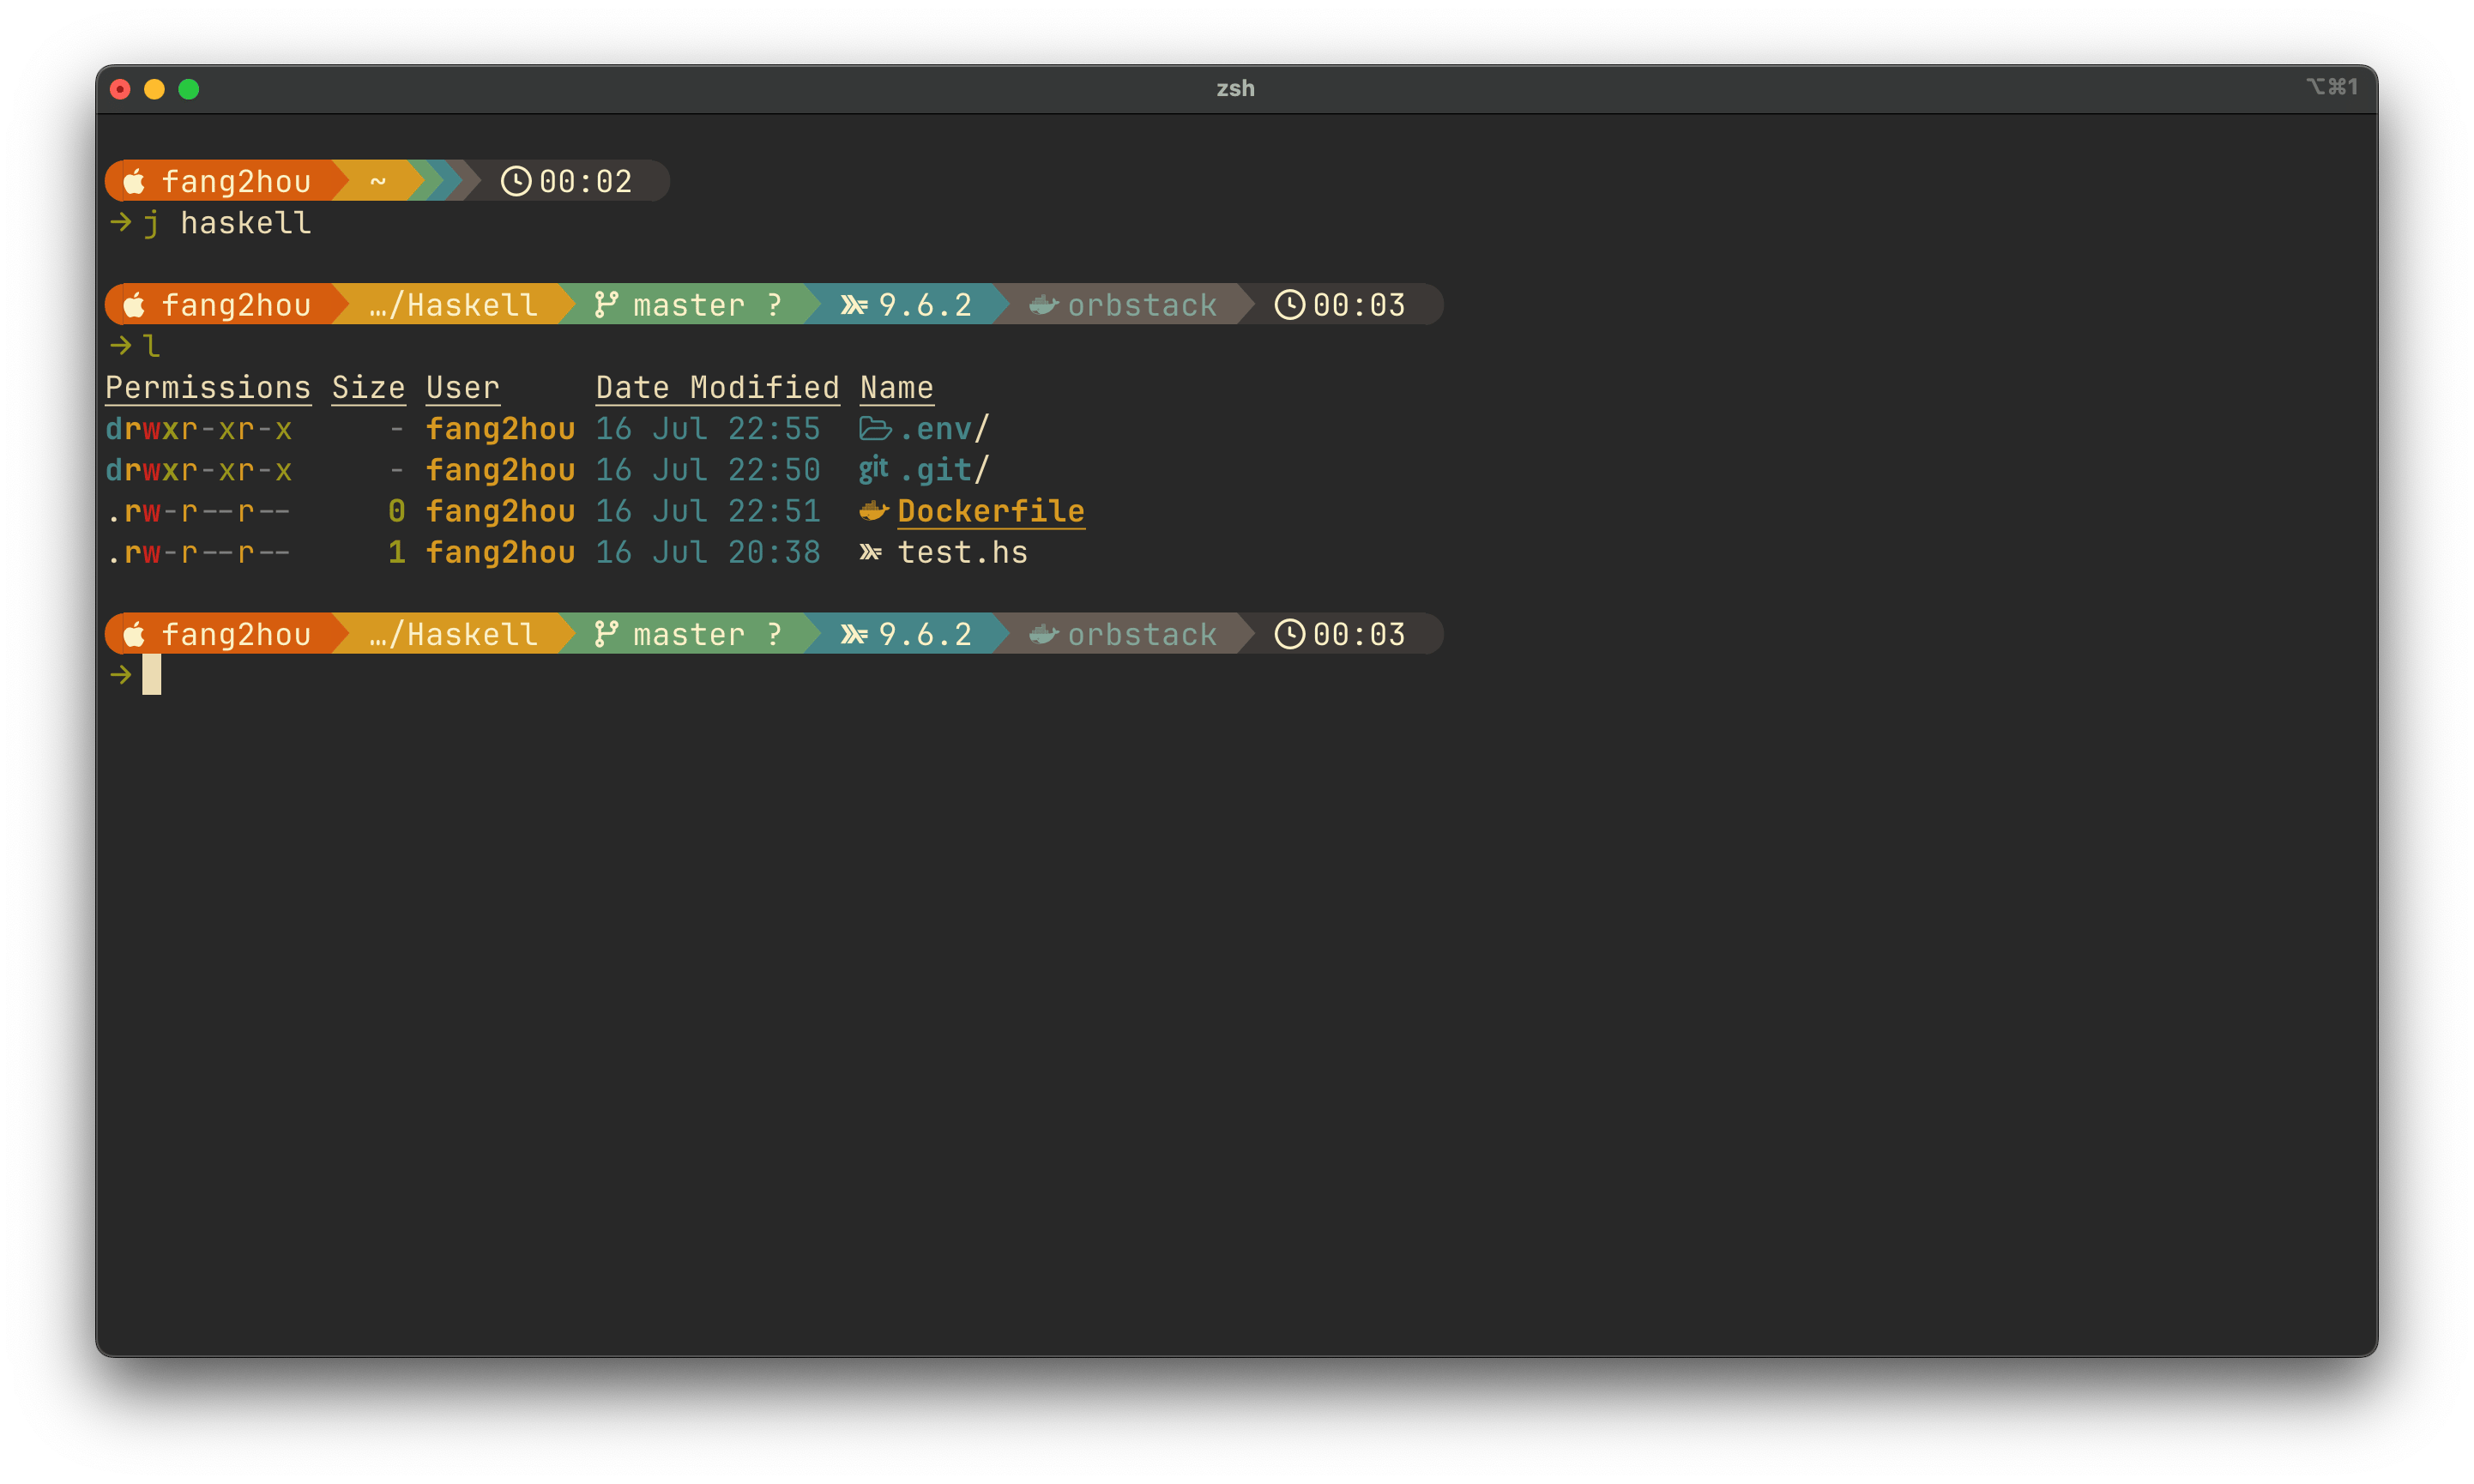 zsh
⌥⌘1
fang2hou ~ 00:02
→ j haskell
fang2hou …/Haskell master ? 9.6.2 orbstack 00:03
→ l
Permissions Size User Date Modified Name
drwxr-xr-x - fang2hou 16 Jul 22:55 .env/
drwxr-xr-x - fang2hou 16 Jul 22:50 git .git/
.rw-r--r-- 0 fang2hou 16 Jul 22:51 Dockerfile
.rw-r--r-- 1 fang2hou 16 Jul 20:38 test.hs
fang2hou …/Haskell master ? 9.6.2 orbstack 00:03
→